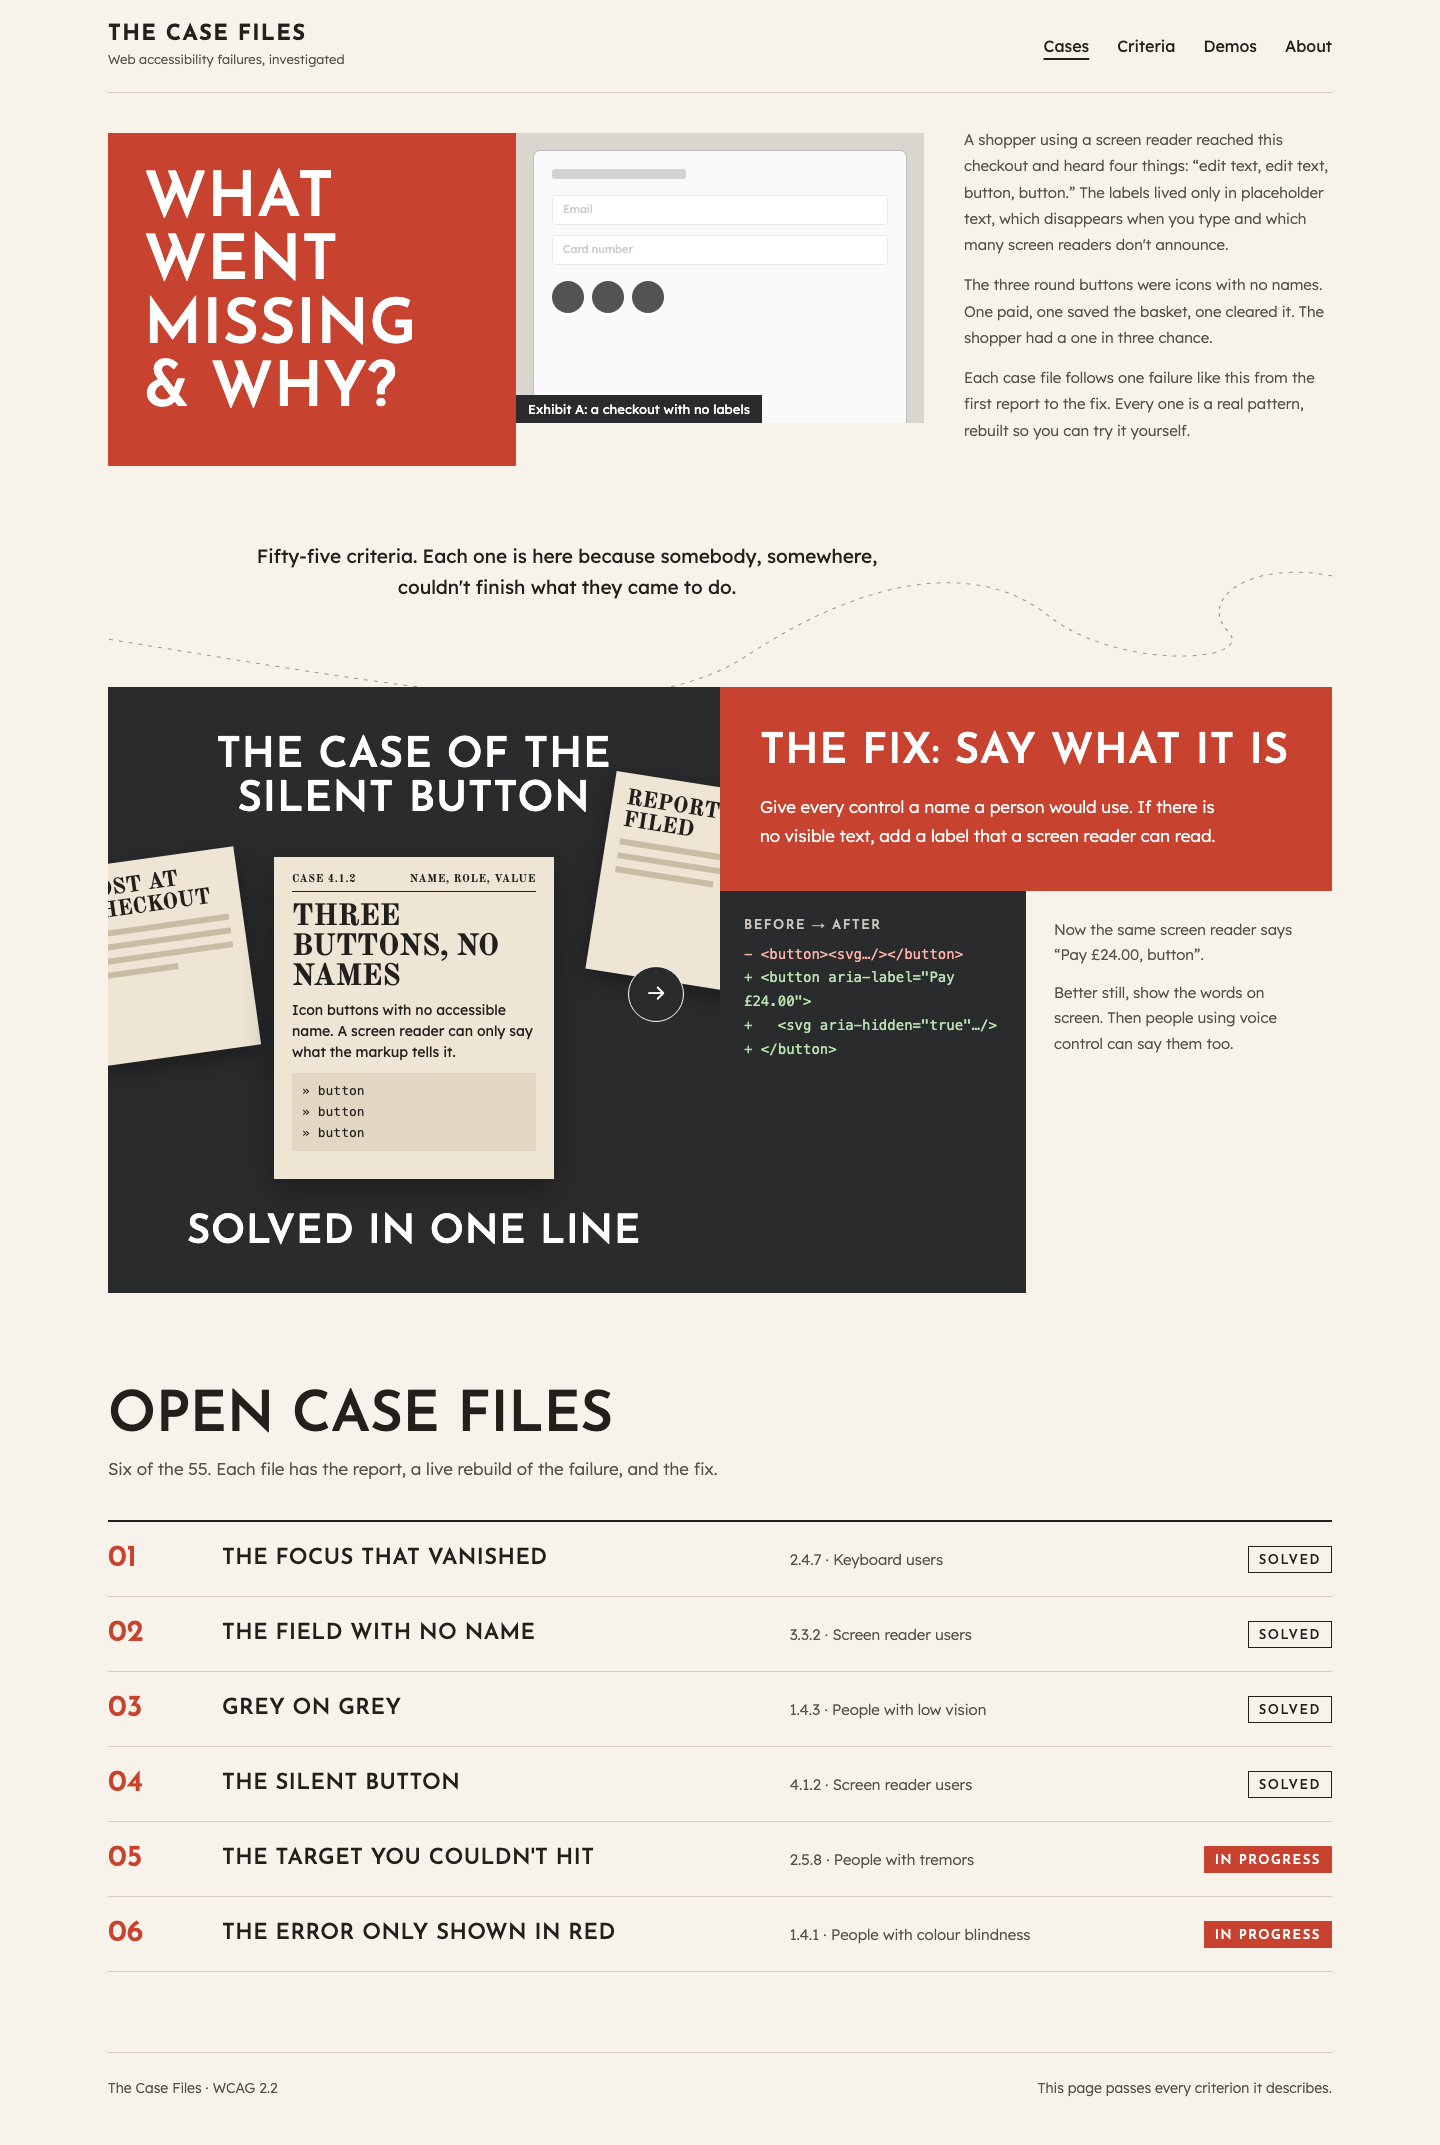 THE CASE FILES
Web accessibility failures, investigated
Cases
Criteria
Demos
About
WHAT
WENT
MISSING
& WHY?
Email
Card number
Exhibit A: a checkout with no labels
A shopper using a screen reader reached this
checkout and heard four things: “edit text, edit text,
button, button.” The labels lived only in placeholder
text, which disappears when you type and which
many screen readers don't announce.
The three round buttons were icons with no names.
One paid, one saved the basket, one cleared it. The
shopper had a one in three chance.
Each case file follows one failure like this from the
first report to the fix. Every one is a real pattern,
rebuilt so you can try it yourself.
Fifty-five criteria. Each one is here because somebody, somewhere,
couldn't finish what they came to do.
THE CASE OF THE
SILENT BUTTON
OST AT
HECKOUT
CASE 4.1.2
NAME, ROLE, VALUE
THREE
BUTTONS, NO
NAMES
Icon buttons with no accessible
name. A screen reader can only say
what the markup tells it.
» button
» button
» button
REPORT
FILED
→
SOLVED IN ONE LINE
THE FIX: SAY WHAT IT IS
Give every control a name a person would use. If there is
no visible text, add a label that a screen reader can read.
BEFORE → AFTER
− <button><svg…/></button>
+ <button aria-label="Pay
£24.00">
+   <svg aria-hidden="true"…/>
+ </button>
Now the same screen reader says
“Pay £24.00, button”.
Better still, show the words on
screen. Then people using voice
control can say them too.
OPEN CASE FILES
Six of the 55. Each file has the report, a live rebuild of the failure, and the fix.
01
THE FOCUS THAT VANISHED
2.4.7 · Keyboard users
SOLVED
02
THE FIELD WITH NO NAME
3.3.2 · Screen reader users
SOLVED
03
GREY ON GREY
1.4.3 · People with low vision
SOLVED
04
THE SILENT BUTTON
4.1.2 · Screen reader users
SOLVED
05
THE TARGET YOU COULDN'T HIT
2.5.8 · People with tremors
IN PROGRESS
06
THE ERROR ONLY SHOWN IN RED
1.4.1 · People with colour blindness
IN PROGRESS
The Case Files · WCAG 2.2
This page passes every criterion it describes.